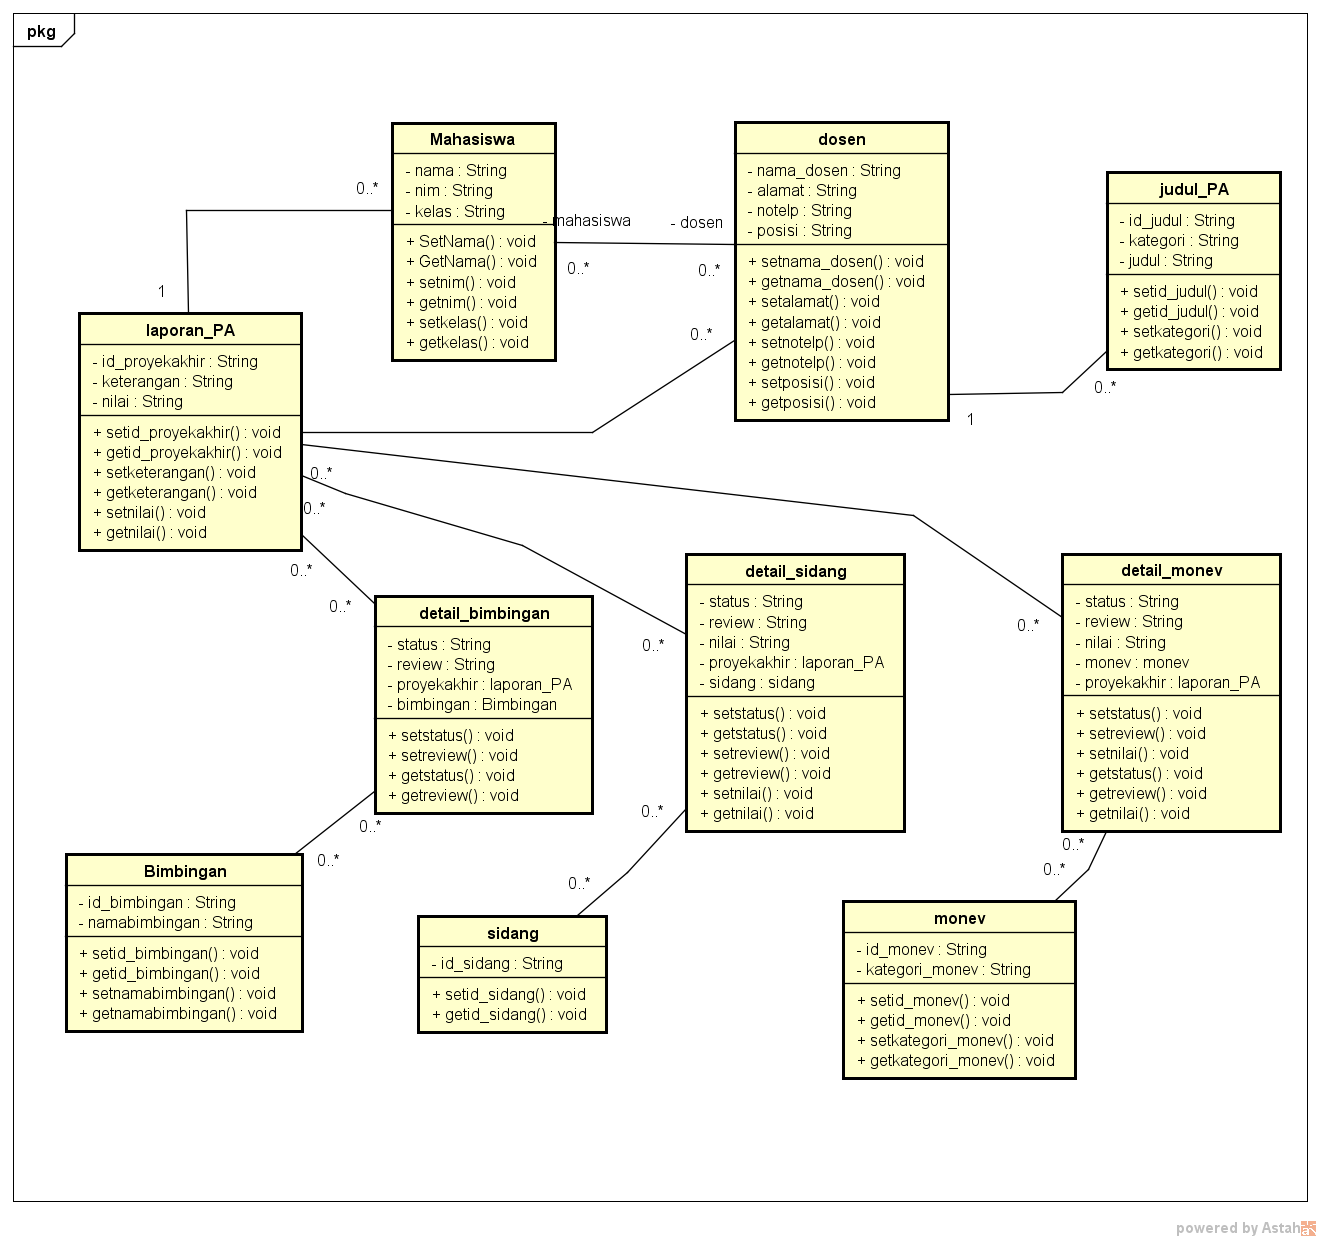 pkg
Mahasiswa
- nama : String
- nim : String
- kelas : String
+ SetNama() : void
+ GetNama() : void
+ setnim() : void
+ getnim() : void
+ setkelas() : void
+ getkelas() : void
dosen
- nama_dosen : String
- alamat : String
- notelp : String
- posisi : String
+ setnama_dosen() : void
+ getnama_dosen() : void
+ setalamat() : void
+ getalamat() : void
+ setnotelp() : void
+ getnotelp() : void
+ setposisi() : void
+ getposisi() : void
judul_PA
- id_judul : String
- kategori : String
- judul : String
+ setid_judul() : void
+ getid_judul() : void
+ setkategori() : void
+ getkategori() : void
0..*
- mahasiswa
- dosen
0..*
0..*
1
0..*
0..*
1
laporan_PA
- id_proyekakhir : String
- keterangan : String
- nilai : String
+ setid_proyekakhir() : void
+ getid_proyekakhir() : void
+ setketerangan() : void
+ getketerangan() : void
+ setnilai() : void
+ getnilai() : void
0..*
0..*
0..*
0..*
0..*
0..*
detail_bimbingan
- status : String
- review : String
- proyekakhir : laporan_PA
- bimbingan : Bimbingan
+ setstatus() : void
+ setreview() : void
+ getstatus() : void
+ getreview() : void
detail_sidang
- status : String
- review : String
- nilai : String
- proyekakhir : laporan_PA
- sidang : sidang
+ setstatus() : void
+ getstatus() : void
+ setreview() : void
+ getreview() : void
+ setnilai() : void
+ getnilai() : void
detail_monev
- status : String
- review : String
- nilai : String
- monev : monev
- proyekakhir : laporan_PA
+ setstatus() : void
+ setreview() : void
+ setnilai() : void
+ getstatus() : void
+ getreview() : void
+ getnilai() : void
0..*
0..*
0..*
0..*
0..*
0..*
Bimbingan
- id_bimbingan : String
- namabimbingan : String
+ setid_bimbingan() : void
+ getid_bimbingan() : void
+ setnamabimbingan() : void
+ getnamabimbingan() : void
sidang
- id_sidang : String
+ setid_sidang() : void
+ getid_sidang() : void
monev
- id_monev : String
- kategori_monev : String
+ setid_monev() : void
+ getid_monev() : void
+ setkategori_monev() : void
+ getkategori_monev() : void
powered by Astah